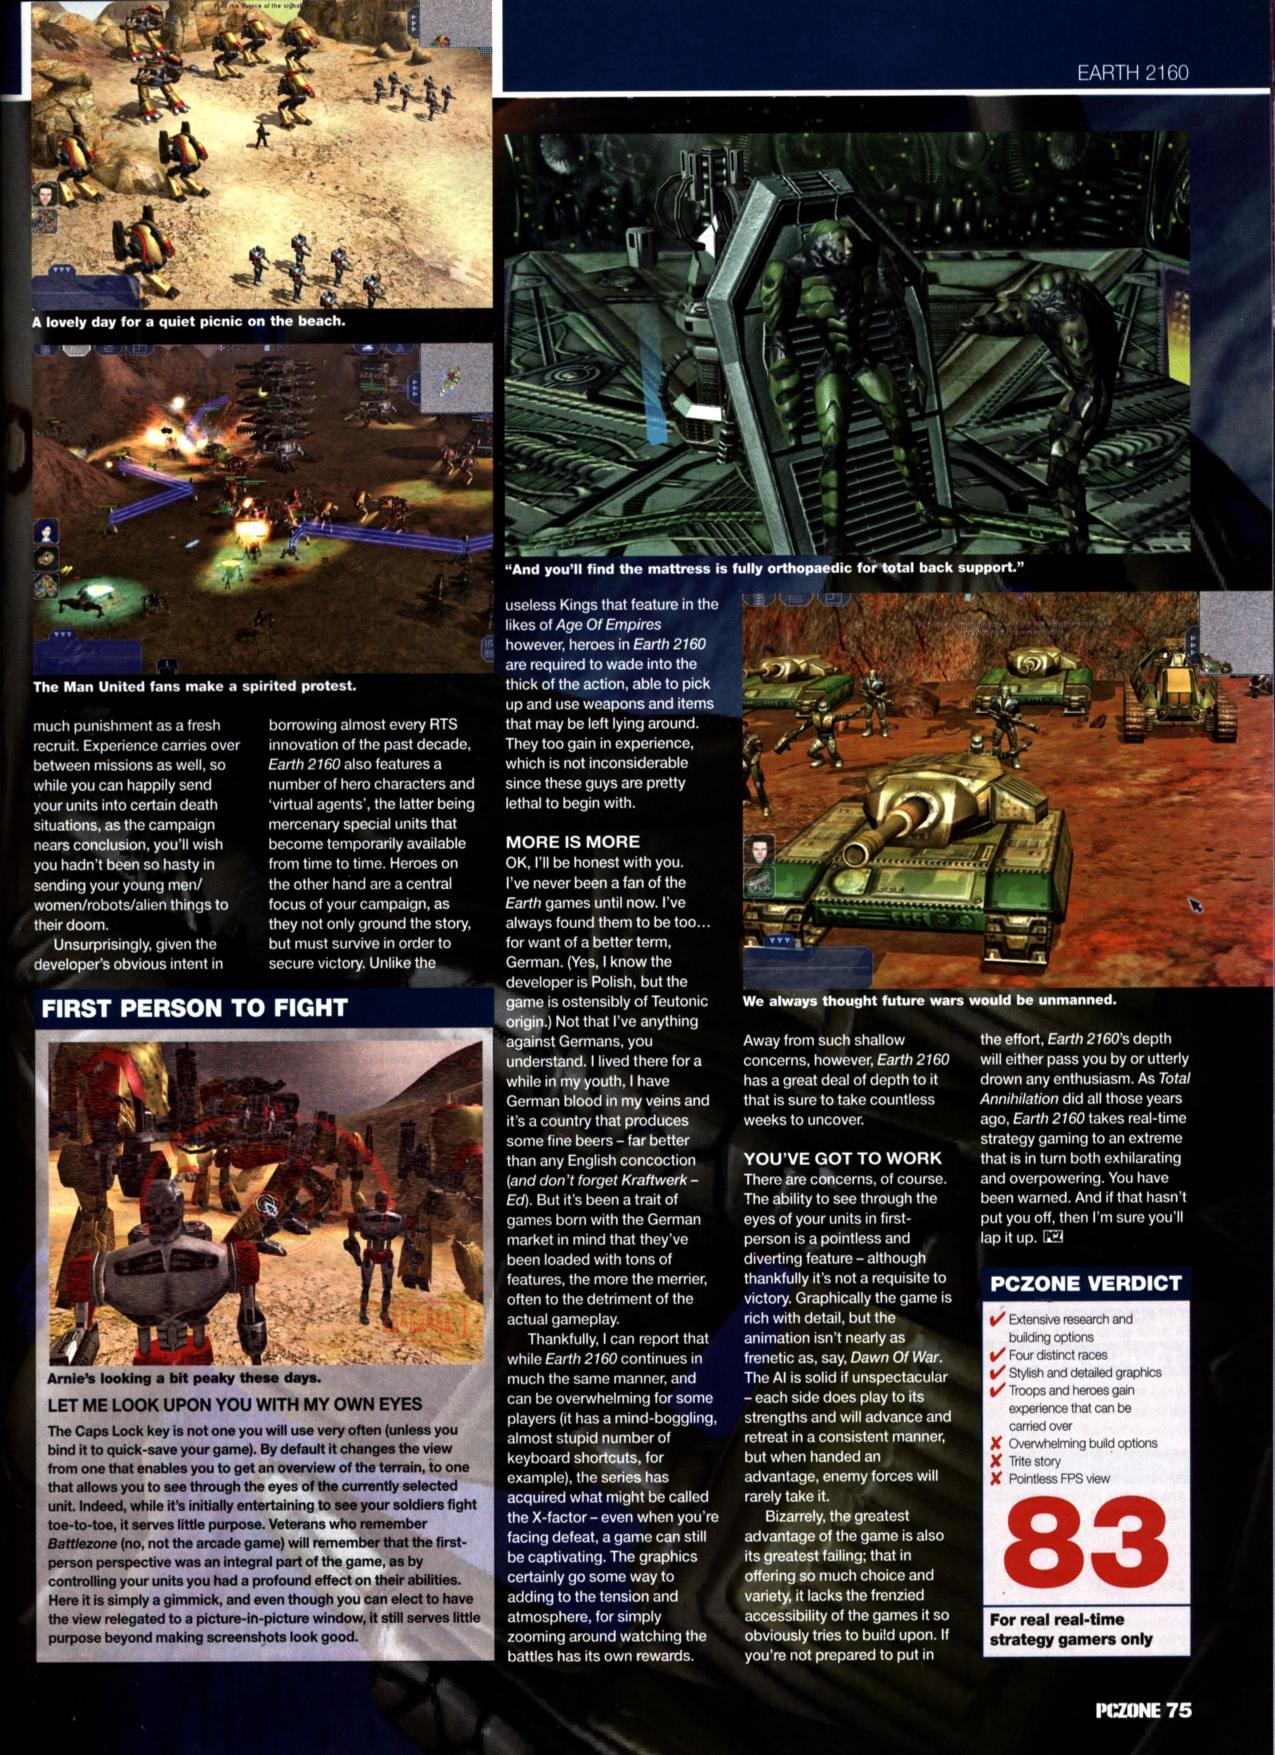 EARTH 2160
A lovely day for a quiet picnic on the beach.
The Man United fans make a spirited protest.
"And you'll find the mattress is fully orthopaedic for total back support."
much punishment as a fresh
recruit. Experience carries over
between missions as well, so
while you can happily send
your units into certain death
situations, as the campaign
nears conclusion, you'll wish
you hadn't been so hasty in
sending your young men/
women/robots/alien things to
their doom.
Unsurprisingly, given the
developer's obvious intent in
borrowing almost every RTS
innovation of the past decade,
Earth 2160 also features a
number of hero characters and
'virtual agents', the latter being
mercenary special units that
become temporarily available
from time to time. Heroes on
the other hand are a central
focus of your campaign, as
they not only ground the story,
but must survive in order to
secure victory. Unlike the
useless Kings that feature in the
likes of Age Of Empires
however, heroes in Earth 2160
are required to wade into the
thick of the action, able to pick
up and use weapons and items
that may be left lying around.
They too gain in experience,
which is not inconsiderable
since these guys are pretty
lethal to begin with.
MORE IS MORE
OK, I'll be honest with you.
I've never been a fan of the
Earth games until now. I've
always found them to be too...
for want of a better term,
German. (Yes, I know the
developer is Polish, but the
game is ostensibly of Teutonic
origin.) Not that I've anything
against Germans, you
understand. I lived there for a
while in my youth, I have
German blood in my veins and
it's a country that produces
some fine beers – far better
than any English concoction
(and don't forget Kraftwerk –
Ed). But it's been a trait of
games born with the German
market in mind that they've
been loaded with tons of
features, the more the merrier,
often to the detriment of the
actual gameplay.
Thankfully, I can report that
while Earth 2160 continues in
much the same manner, and
can be overwhelming for some
players (it has a mind-boggling,
almost stupid number of
keyboard shortcuts, for
example), the series has
acquired what might be called
the X-factor – even when you're
facing defeat, a game can still
be captivating. The graphics
certainly go some way to
adding to the tension and
atmosphere, for simply
zooming around watching the
battles has its own rewards.
We always thought future wars would be unmanned.
Away from such shallow
concerns, however, Earth 2160
has a great deal of depth to it
that is sure to take countless
weeks to uncover.
YOU'VE GOT TO WORK
There are concerns, of course.
The ability to see through the
eyes of your units in first-
person is a pointless and
diverting feature – although
thankfully it's not a requisite to
victory. Graphically the game is
rich with detail, but the
animation isn't nearly as
frenetic as, say, Dawn Of War.
The AI is solid if unspectacular
– each side does play to its
strengths and will advance and
retreat in a consistent manner,
but when handed an
advantage, enemy forces will
rarely take it.
Bizarrely, the greatest
advantage of the game is also
its greatest failing; that in
offering so much choice and
variety, it lacks the frenzied
accessibility of the games it so
obviously tries to build upon. If
you're not prepared to put in
the effort, Earth 2160's depth
will either pass you by or utterly
drown any enthusiasm. As Total
Annihilation did all those years
ago, Earth 2160 takes real-time
strategy gaming to an extreme
that is in turn both exhilarating
and overpowering. You have
been warned. And if that hasn't
put you off, then I'm sure you'll
lap it up. PCZ
FIRST PERSON TO FIGHT
Arnie's looking a bit peaky these days.
LET ME LOOK UPON YOU WITH MY OWN EYES
The Caps Lock key is not one you will use very often (unless you
bind it to quick-save your game). By default it changes the view
from one that enables you to get an overview of the terrain, to one
that allows you to see through the eyes of the currently selected
unit. Indeed, while it's initially entertaining to see your soldiers fight
toe-to-toe, it serves little purpose. Veterans who remember
Battlezone (no, not the arcade game) will remember that the first-
person perspective was an integral part of the game, as by
controlling your units you had a profound effect on their abilities.
Here it is simply a gimmick, and even though you can elect to have
the view relegated to a picture-in-picture window, it still serves little
purpose beyond making screenshots look good.
PCZONE VERDICT
✓ Extensive research and
building options
✓ Four distinct races
✓ Stylish and detailed graphics
✓ Troops and heroes gain
experience that can be
carried over
✗ Overwhelming build options
✗ Trite story
✗ Pointless FPS view
83
For real real-time
strategy gamers only
PCZONE 75